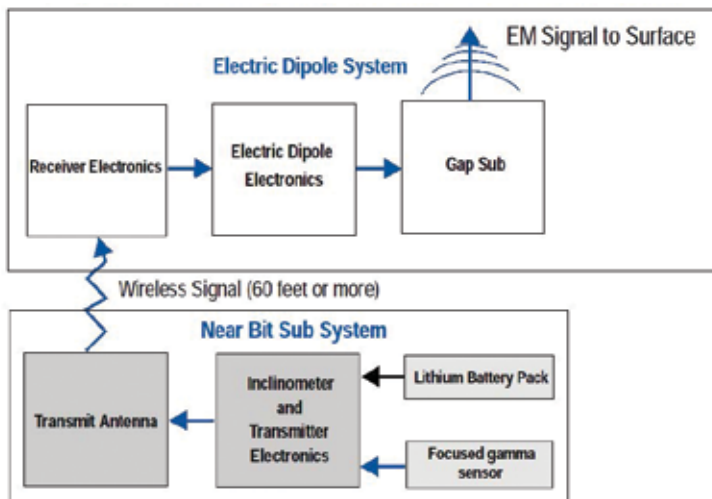 EM Signal to Surface
Electric Dipole System
Receiver Electronics
Electric Dipole
Electronics
Gap Sub
Wireless Signal (60 feet or more)
Near Bit Sub System
Transmit Antenna
Inclinometer
and
Transmitter
Electronics
Lithium Battery Pack
Focused gamma
sensor